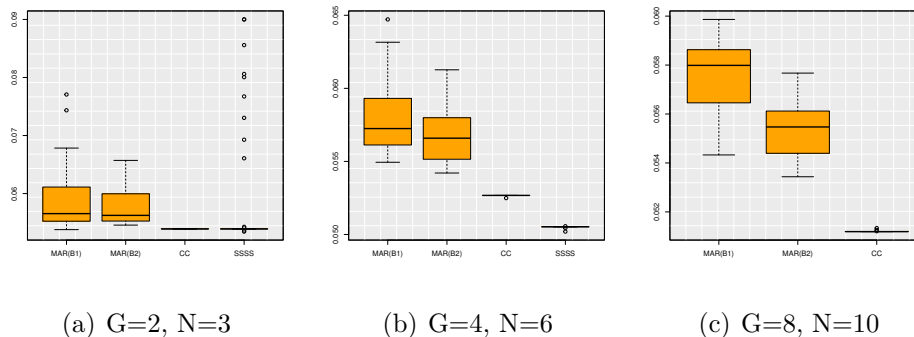 0.09
0.08
0.07
0.06
MAR(B1) MAR(B2) CC SSSS
0.065
0.060
0.055
0.050
MAR(B1) MAR(B2) CC SSSS
0.060
0.058
0.056
0.054
0.052
MAR(B1) MAR(B2) CC
(a) G=2, N=3
(b) G=4, N=6
(c) G=8, N=10